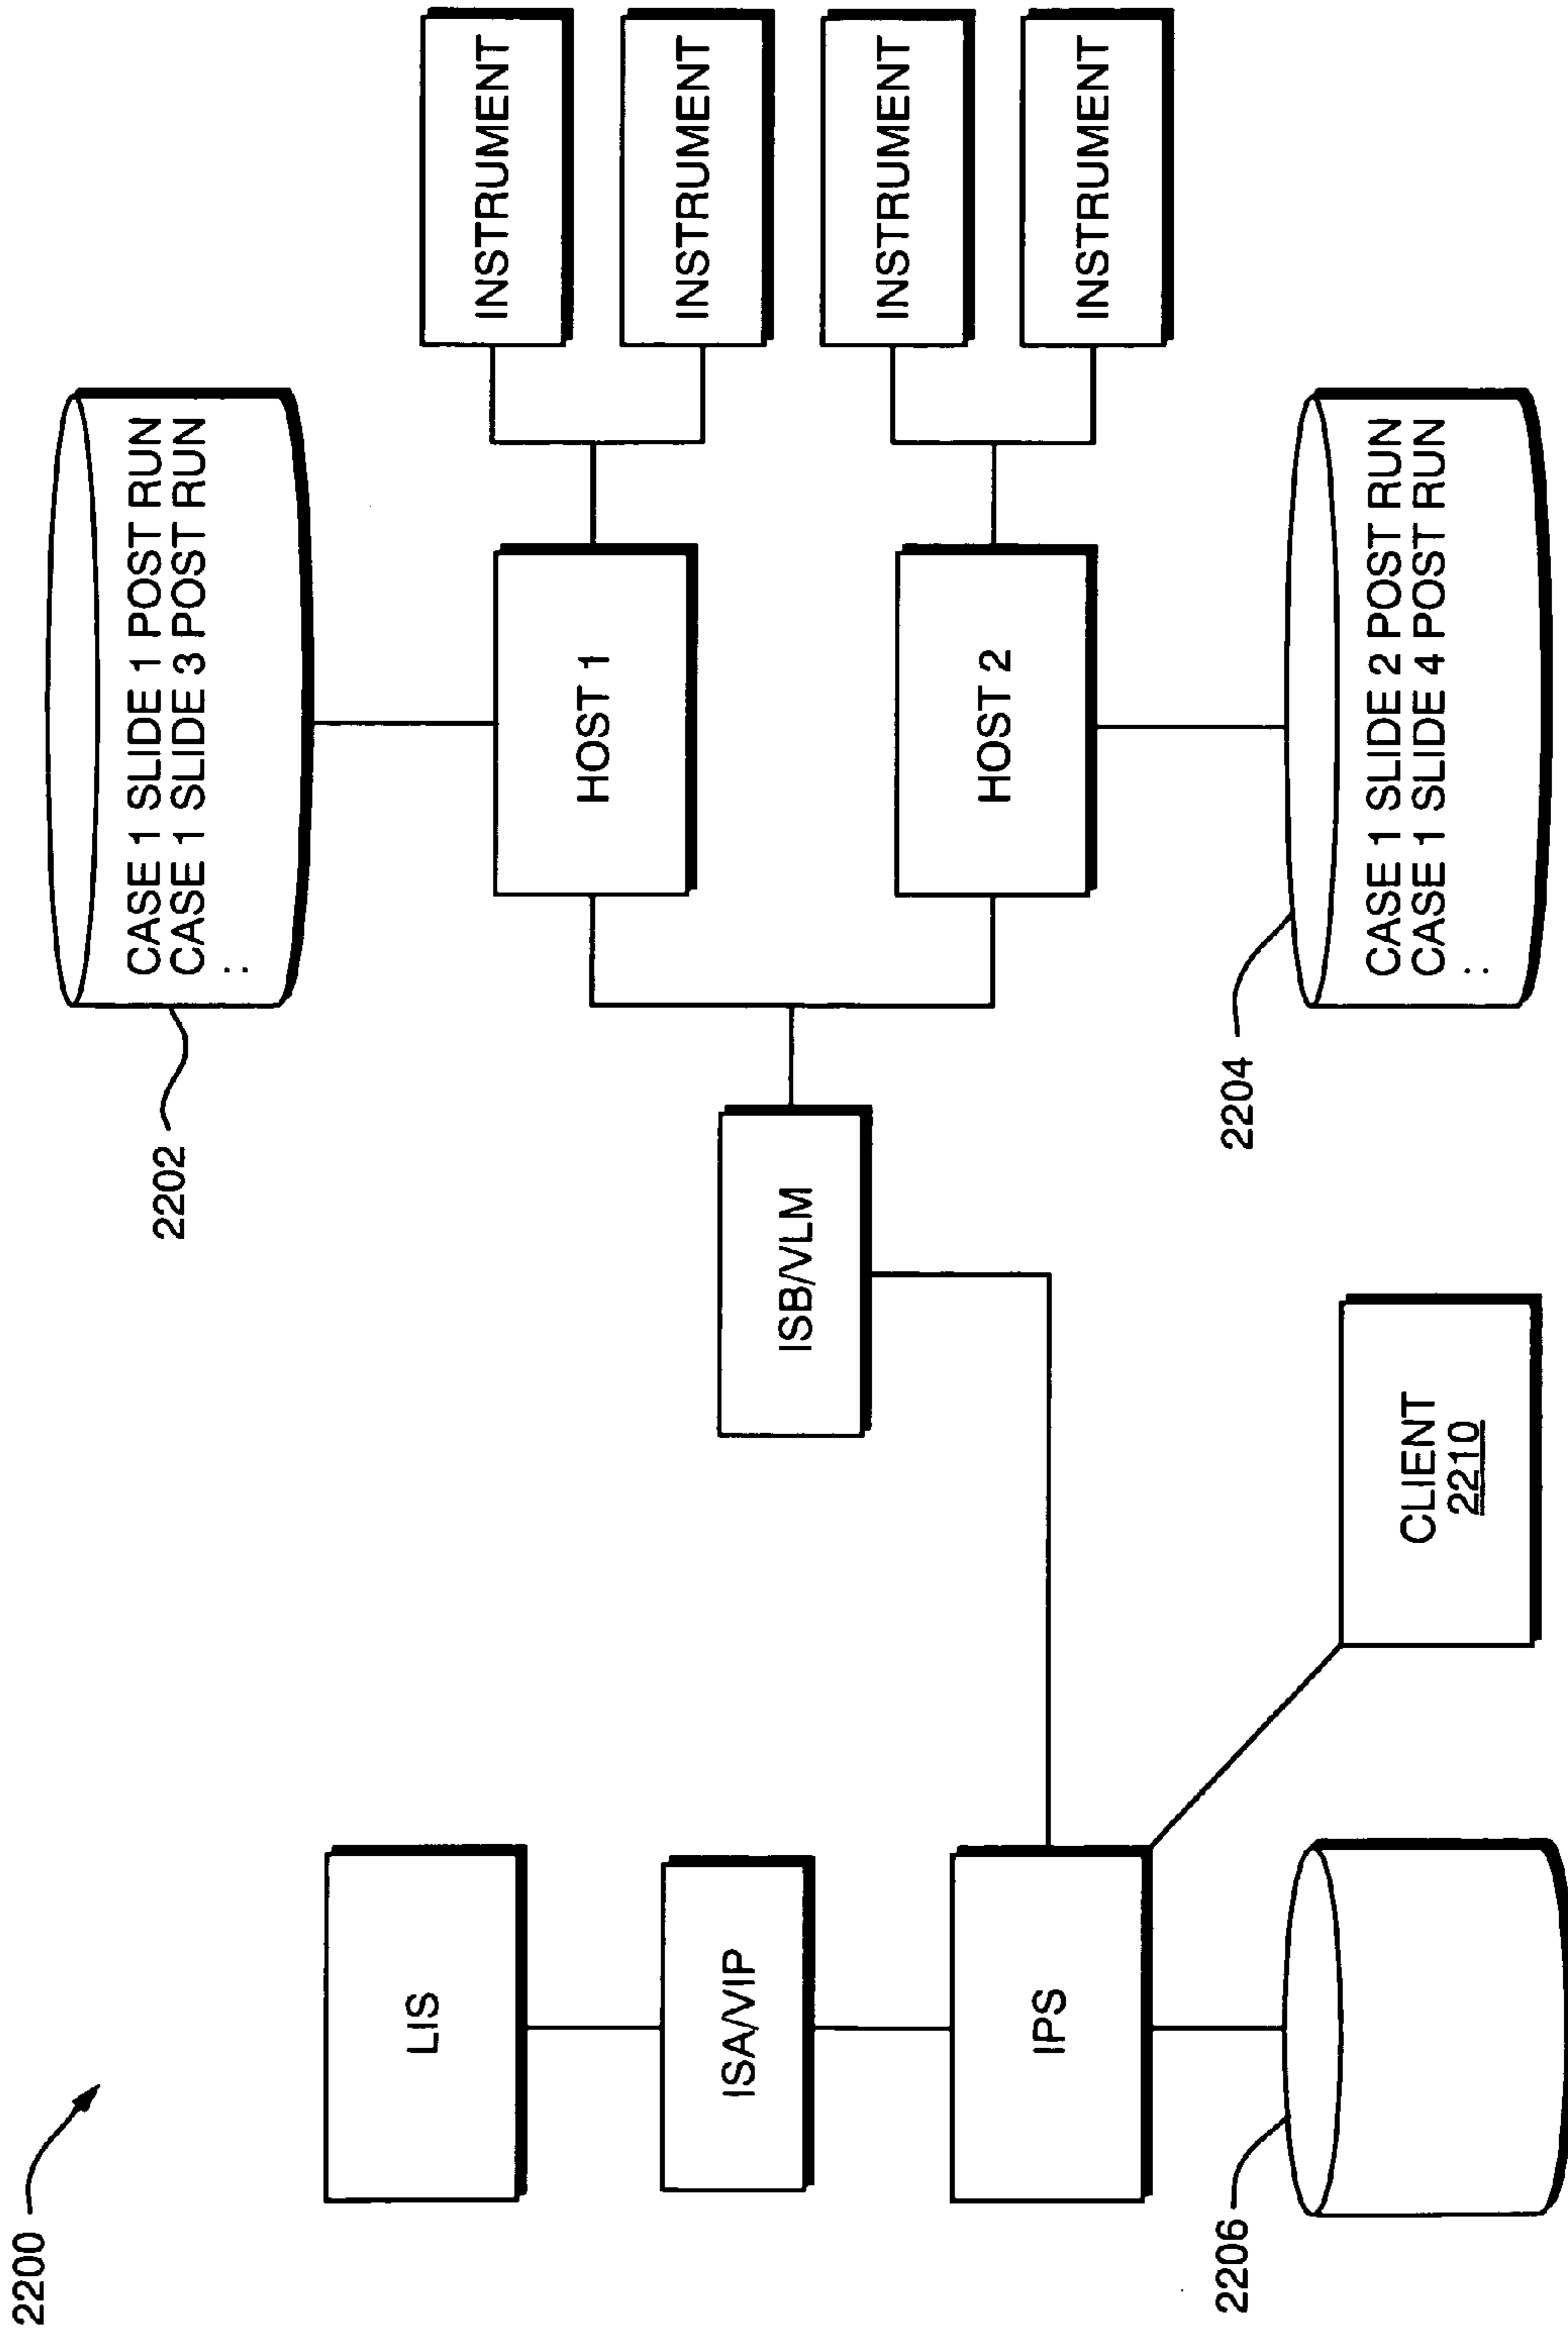 2200
LIS
ISA/VIP
IPS
2206
CLIENT
2210
ISB/VLM
2202
CASE 1 SLIDE 1 POST RUN
CASE 1 SLIDE 3 POST RUN
:
HOST 1
HOST 2
2204
CASE 1 SLIDE 2 POST RUN
CASE 1 SLIDE 4 POST RUN
:
INSTRUMENT
INSTRUMENT
INSTRUMENT
INSTRUMENT